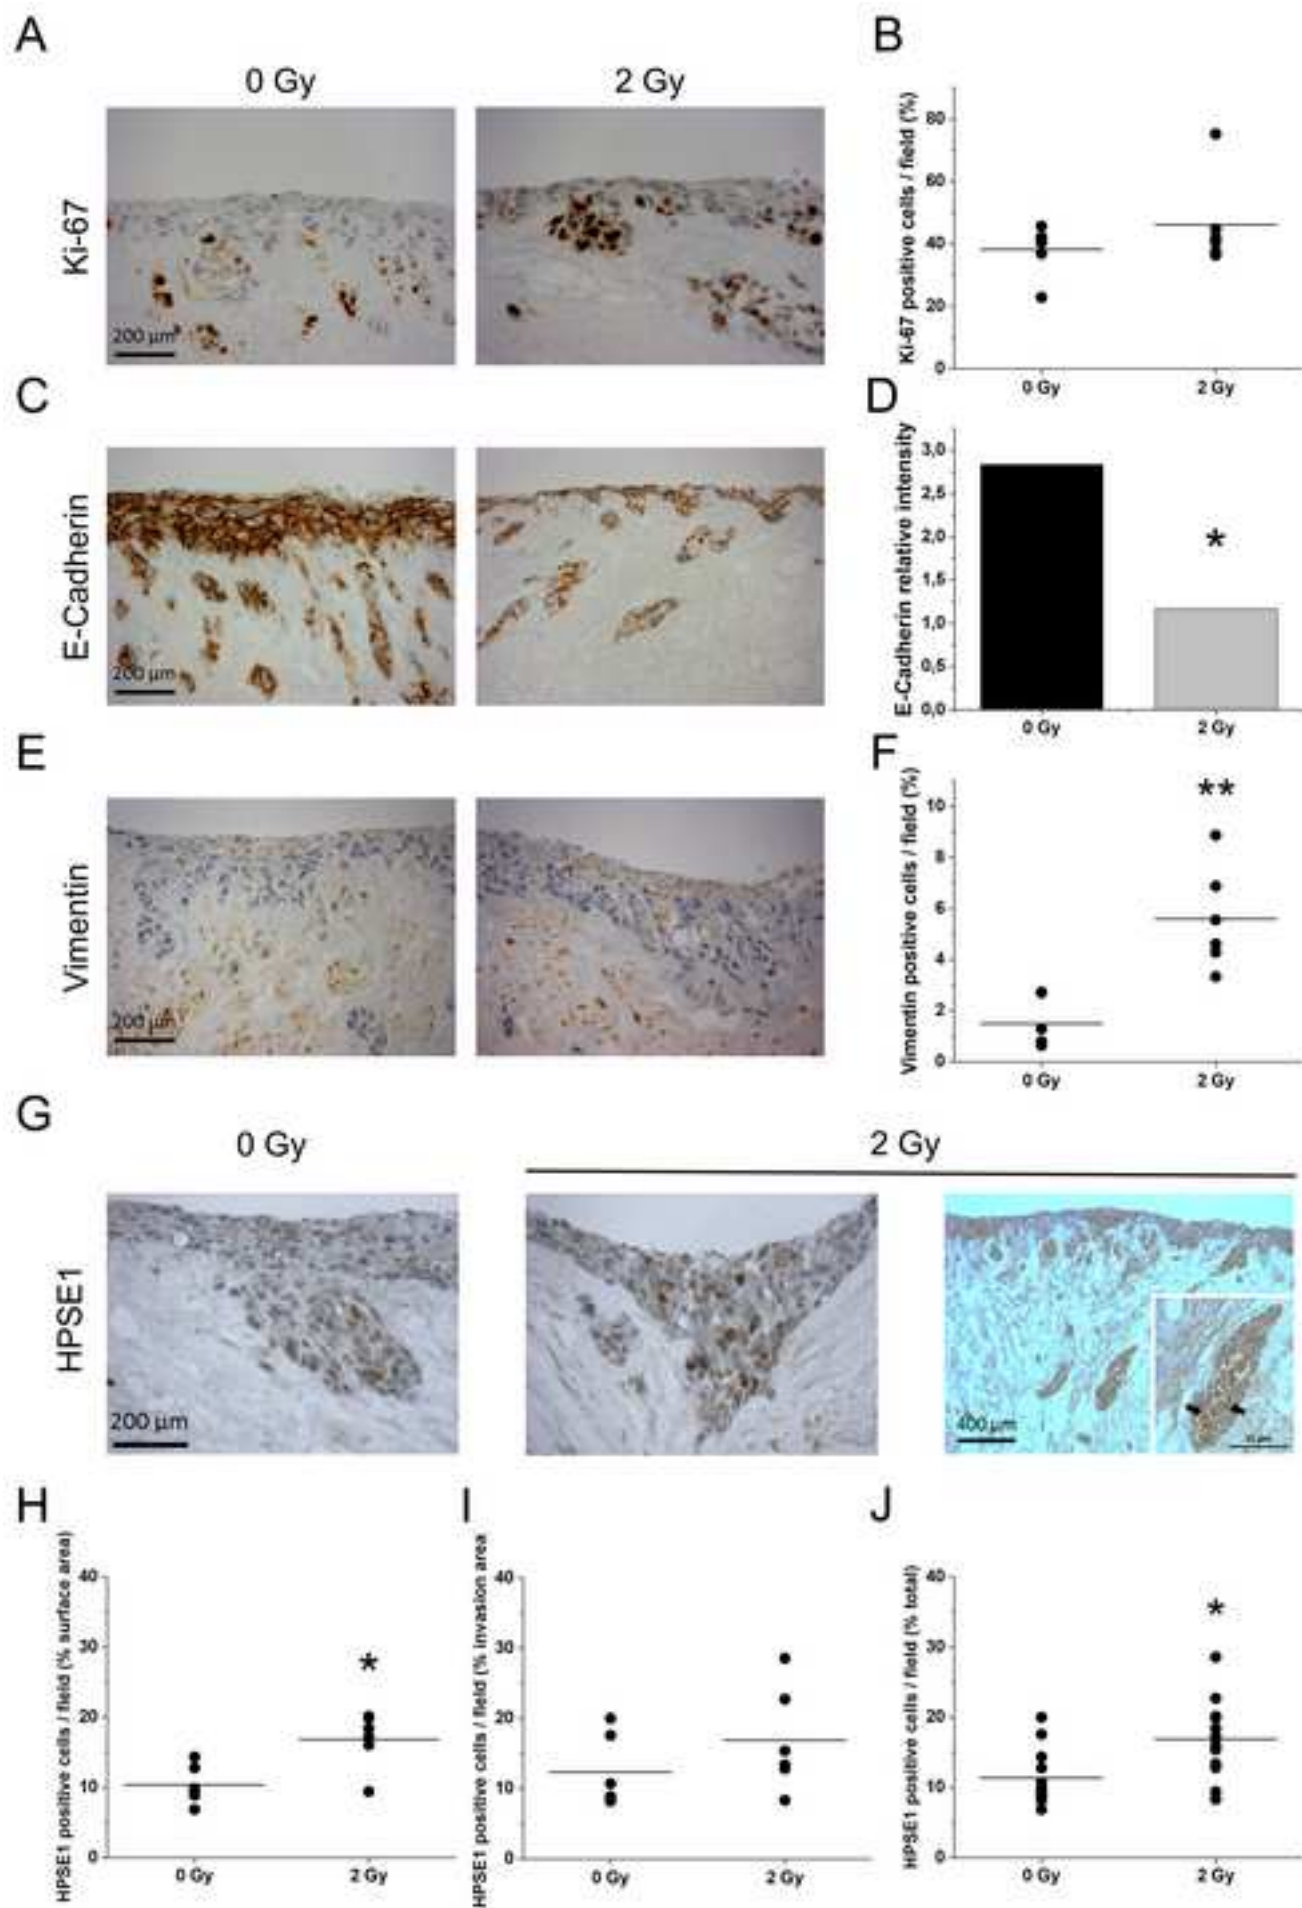 A
0 Gy
2 Gy
Ki-67
200 µm
B
Ki-67 positive cells / field (%)
80
60
40
20
0
0 Gy
2 Gy
C
E-Cadherin
200 µm
D
E-Cadherin relative intensity
3,0
2,5
2,0
1,5
1,0
0,5
0,0
*
0 Gy
2 Gy
E
Vimentin
200 µm
F
Vimentin positive cells / field (%)
10
8
6
4
2
0
**
0 Gy
2 Gy
G
0 Gy
2 Gy
HPSE1
200 µm
400 µm
H
HPSE1 positive cells / field (% surface area)
40
30
20
10
0
*
0 Gy
2 Gy
I
HPSE1 positive cells / field (% invasion area
40
30
20
10
0
0 Gy
2 Gy
J
HPSE1 positive cells / field (% total)
40
30
20
10
0
*
0 Gy
2 Gy